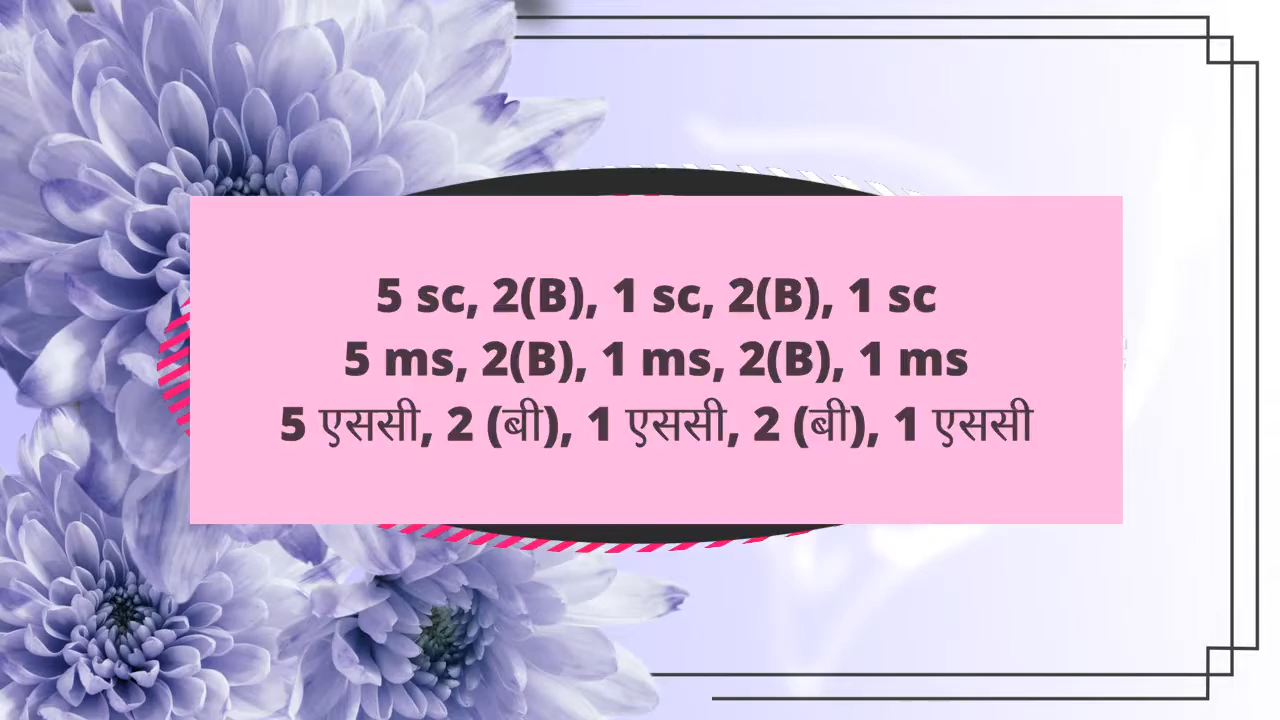 5 sc, 2(B), 1 sc, 2(B), 1 sc
5 ms, 2(B), 1 ms, 2(B), 1 ms
5 एससी, 2 (बी), 1 एससी, 2 (बी), 1 एससी